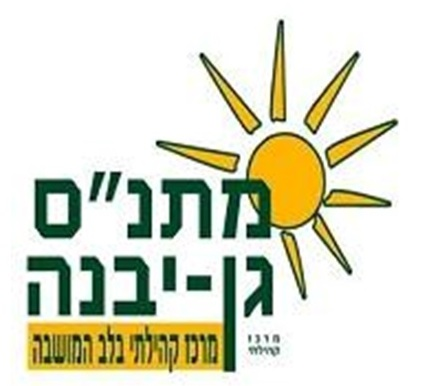 מתנ"ס
גן-יבנה
מרכז קהילתי בלב המושבה
מרכז
קהילתי